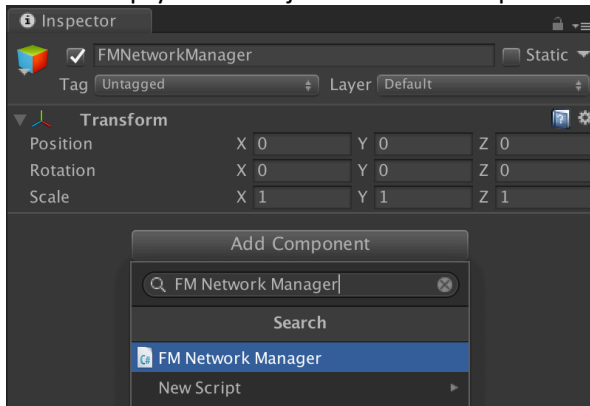 Inspector
FMNetworkManager
Static
Tag Untagged Layer Default
Transform
Position X 0 Y 0 Z 0
Rotation X 0 Y 0 Z 0
Scale X 1 Y 1 Z 1
Add Component
FM Network Manager
Search
C# FM Network Manager
New Script